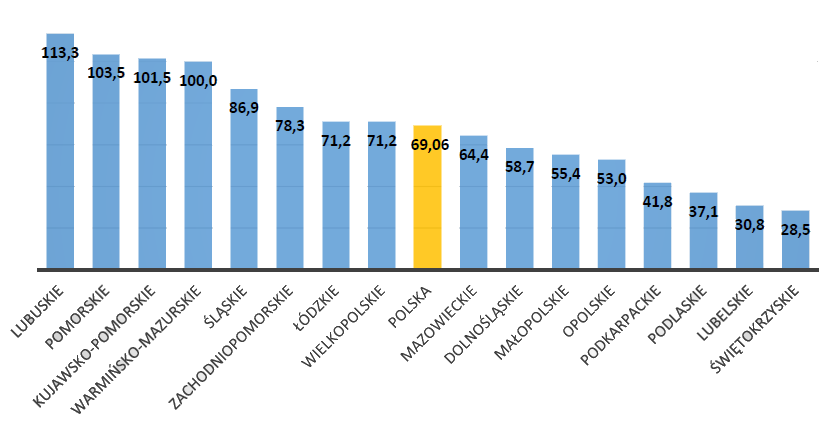 113,3
103,5
101,5
100,0
86,9
78,3
71,2
71,2
69,06
64,4
58,7
55,4
53,0
41,8
37,1
30,8
28,5
LUBUSKIE
POMORSKIE
KUJAWSKO-POMORSKIE
WARMIŃSKO-MAZURSKIE
ŚLĄSKIE
ZACHODNIOPOMORSKIE
ŁÓDZKIE
WIELKOPOLSKIE
POLSKA
MAZOWIECKIE
DOLNOŚLĄSKIE
MAŁOPOLSKIE
OPOLSKIE
PODKARPACKIE
PODLASKIE
LUBELSKIE
ŚWIĘTOKRZYSKIE